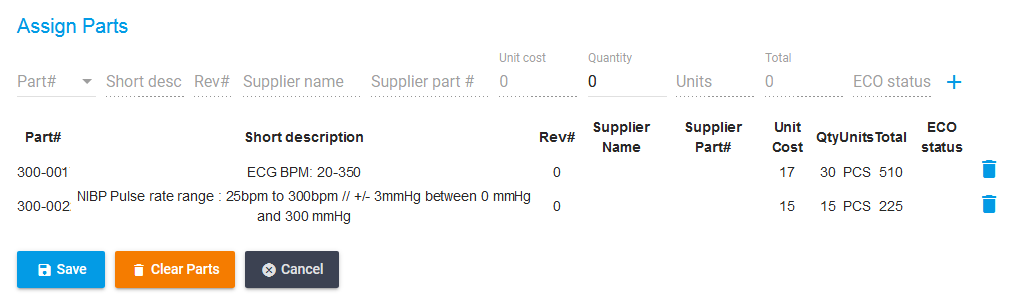 Assign Parts
Unit cost Quantity Total
Part# Short desc Rev# Supplier name Supplier part # 0 0 Units 0 ECO status
Part# Short description Rev# Supplier Name Supplier Part# Unit Cost Qty Units Total ECO status
300-001 ECG BPM: 20-350 0 17 30 PCS 510
300-002 NIBP Pulse rate range : 25bpm to 300bpm // +/- 3mmHg between 0 mmHg
and 300 mmHg 0 15 15 PCS 225
Save Clear Parts Cancel